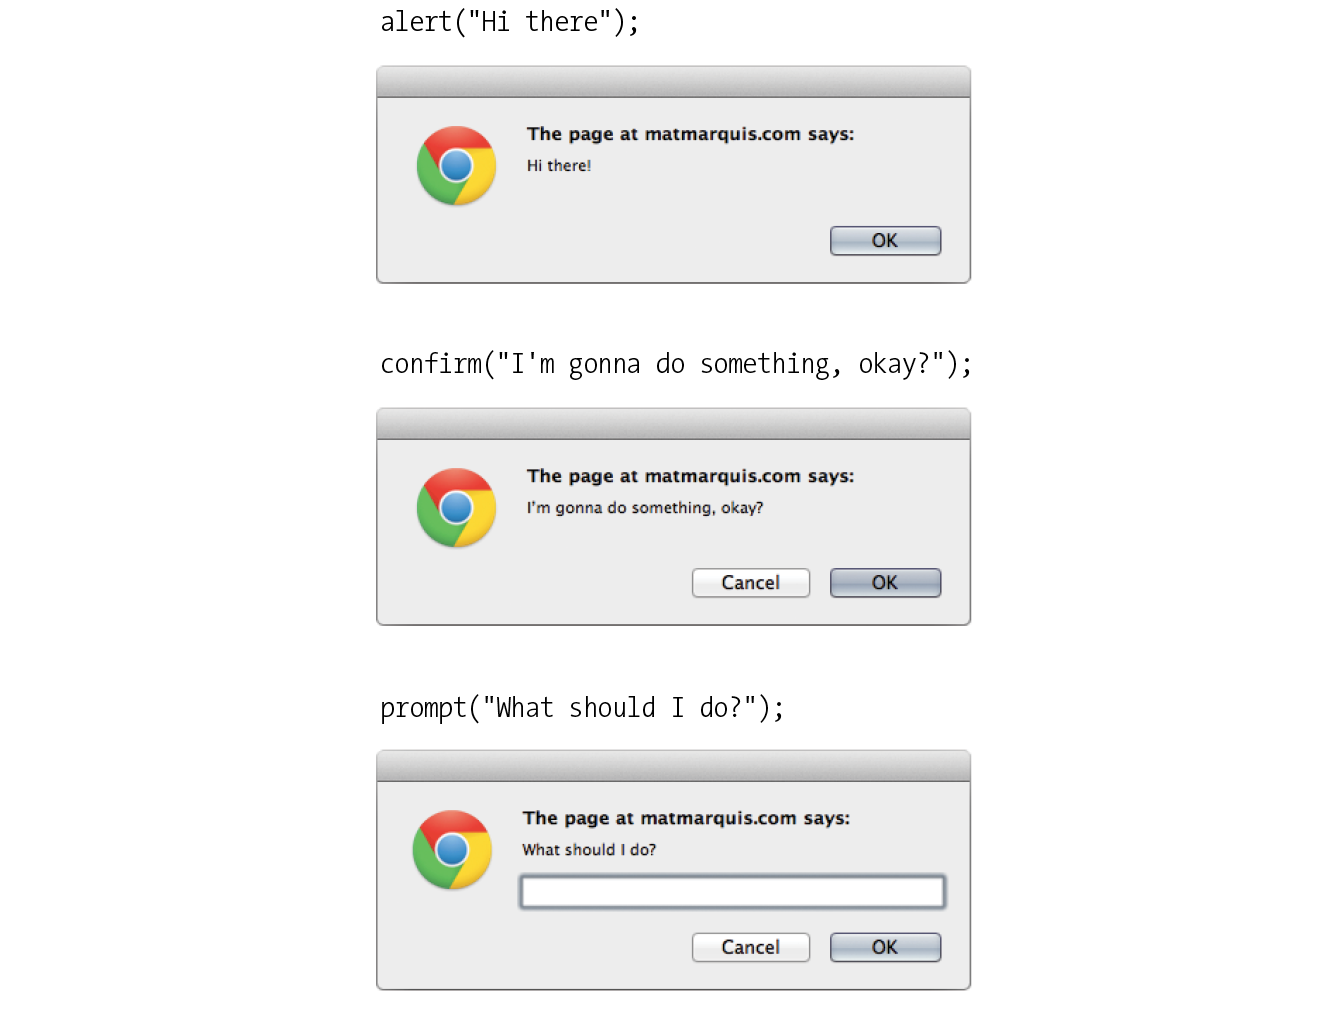 alert("Hi there");
The page at matmarquis.com says:
Hi there!
OK
confirm("I'm gonna do something, okay?");
The page at matmarquis.com says:
I'm gonna do something, okay?
Cancel OK
prompt("What should I do?");
The page at matmarquis.com says:
What should I do?
Cancel OK